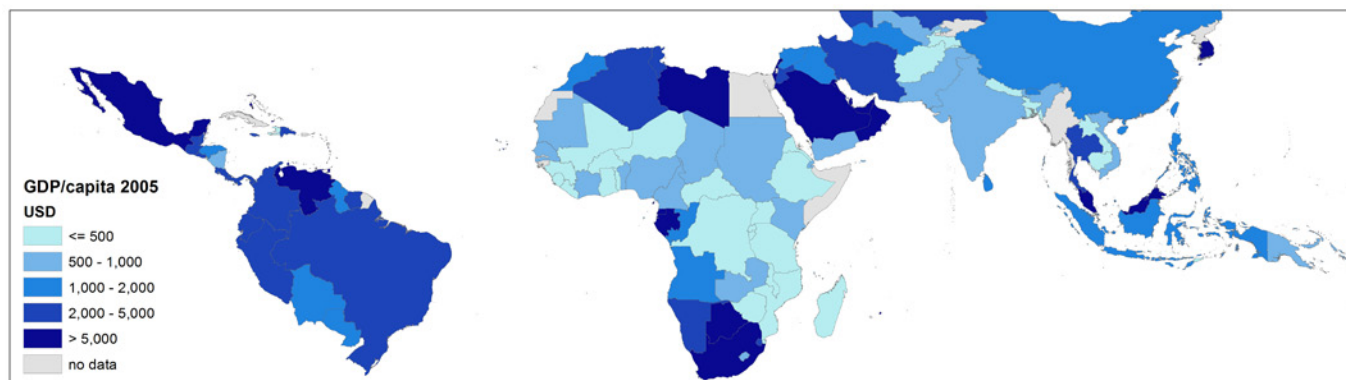 GDP/capita 2005
USD
<= 500
500 - 1,000
1,000 - 2,000
2,000 - 5,000
> 5,000
no data